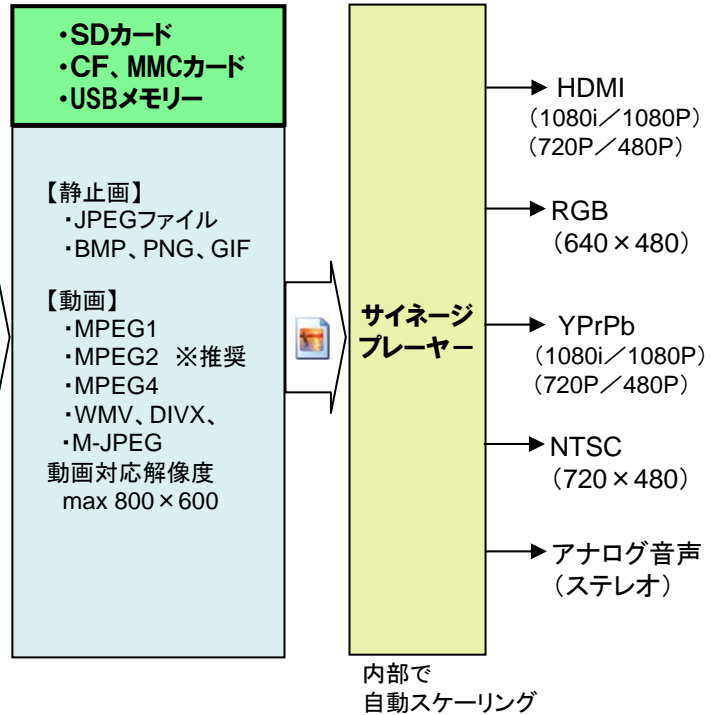 ・SDカード
・CF、MMCカード
・USBメモリー
【静止画】
・JPEGファイル
・BMP、PNG、GIF
【動画】
・MPEG1
・MPEG2 ※推奨
・MPEG4
・WMV、DIVX、
・M-JPEG
動画対応解像度
max 800×600
サイネージ
プレーヤー
内部で
自動スケーリング
HDMI
（1080i／1080P）
（720P／480P）
RGB
（640×480）
YPrPb
（1080i／1080P）
（720P／480P）
NTSC
（720×480）
アナログ音声
（ステレオ）